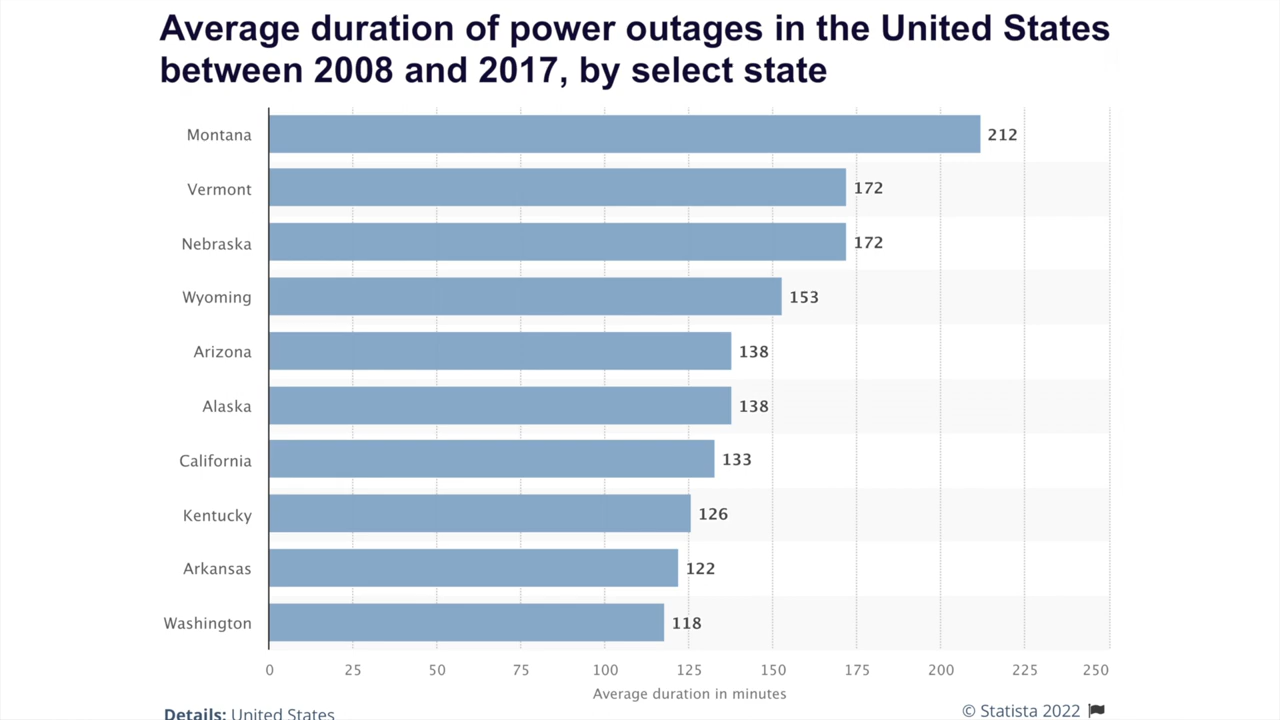 Average duration of power outages in the United States
between 2008 and 2017, by select state
Montana 212
Vermont 172
Nebraska 172
Wyoming 153
Arizona 138
Alaska 138
California 133
Kentucky 126
Arkansas 122
Washington 118
0 25 50 75 100 125 150 175 200 225 250
Average duration in minutes
Details: United States
© Statista 2022